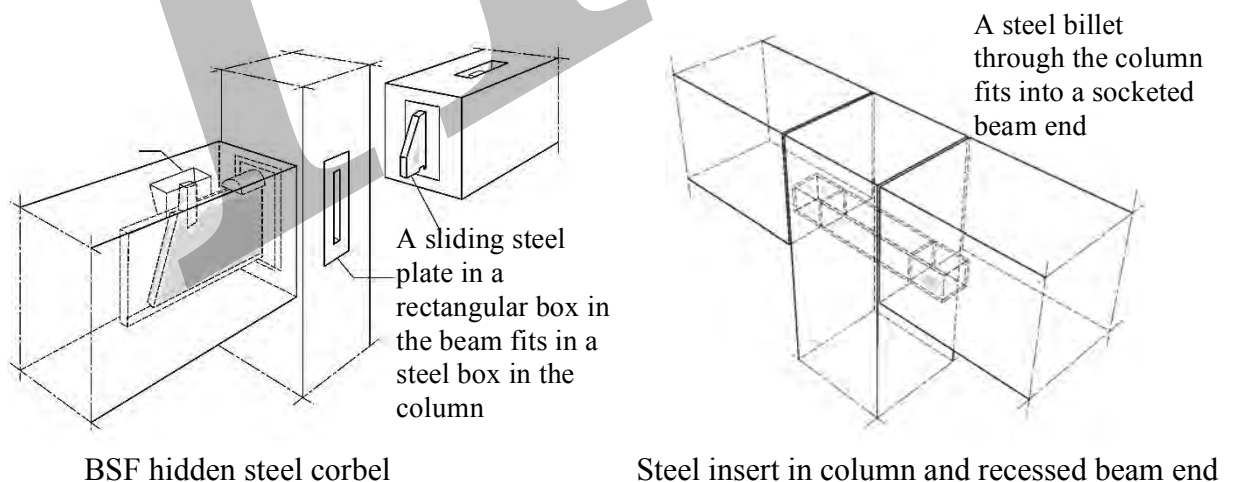 A steel billet
through the column
fits into a socketed
beam end
A sliding steel
plate in a
rectangular box in
the beam fits in a
steel box in the
column
BSF hidden steel corbel
Steel insert in column and recessed beam end